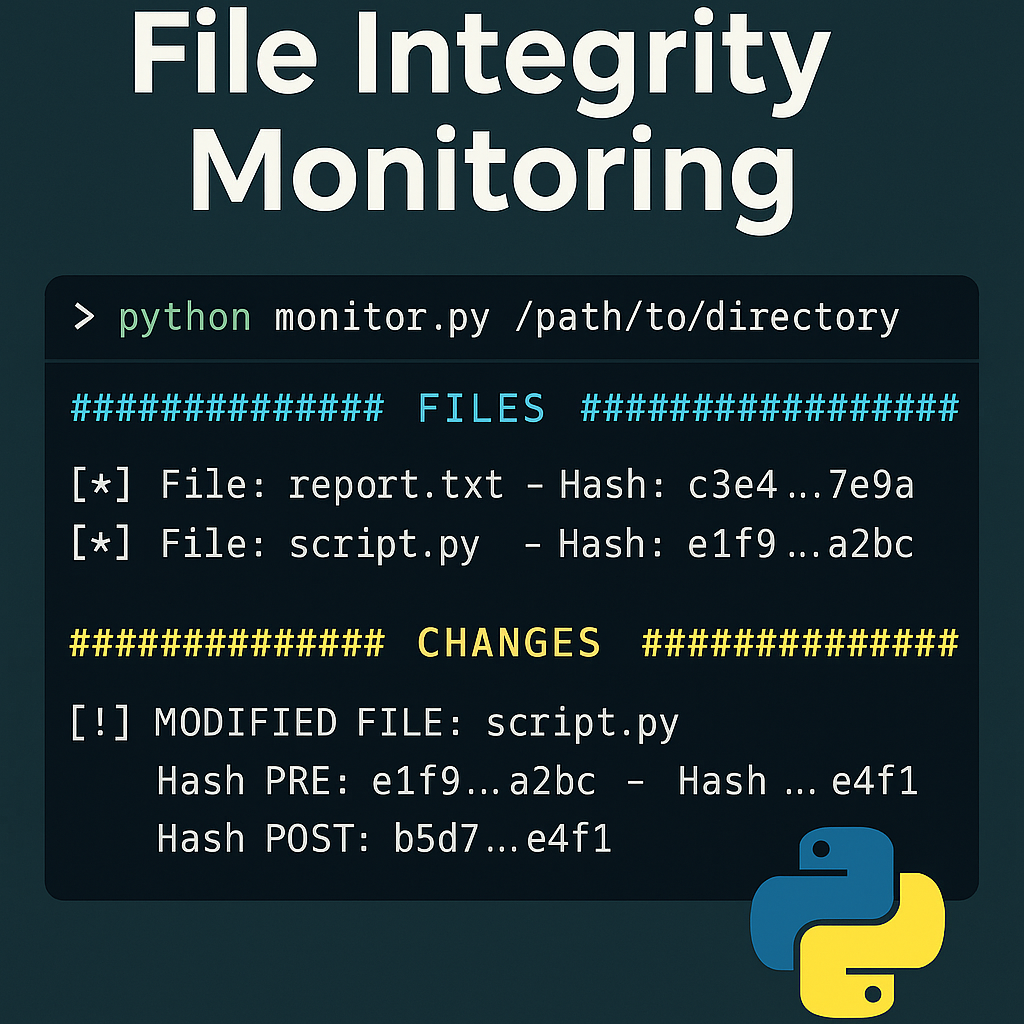 File Integrity
Monitoring
> python monitor.py /path/to/directory
############## FILES #################
[*] File: report.txt – Hash: c3e4...7e9a
[*] File: script.py – Hash: e1f9...a2bc
############## CHANGES ##############
[!] MODIFIED FILE: script.py
Hash PRE: e1f9...a2bc – Hash ... e4f1
Hash POST: b5d7...e4f1